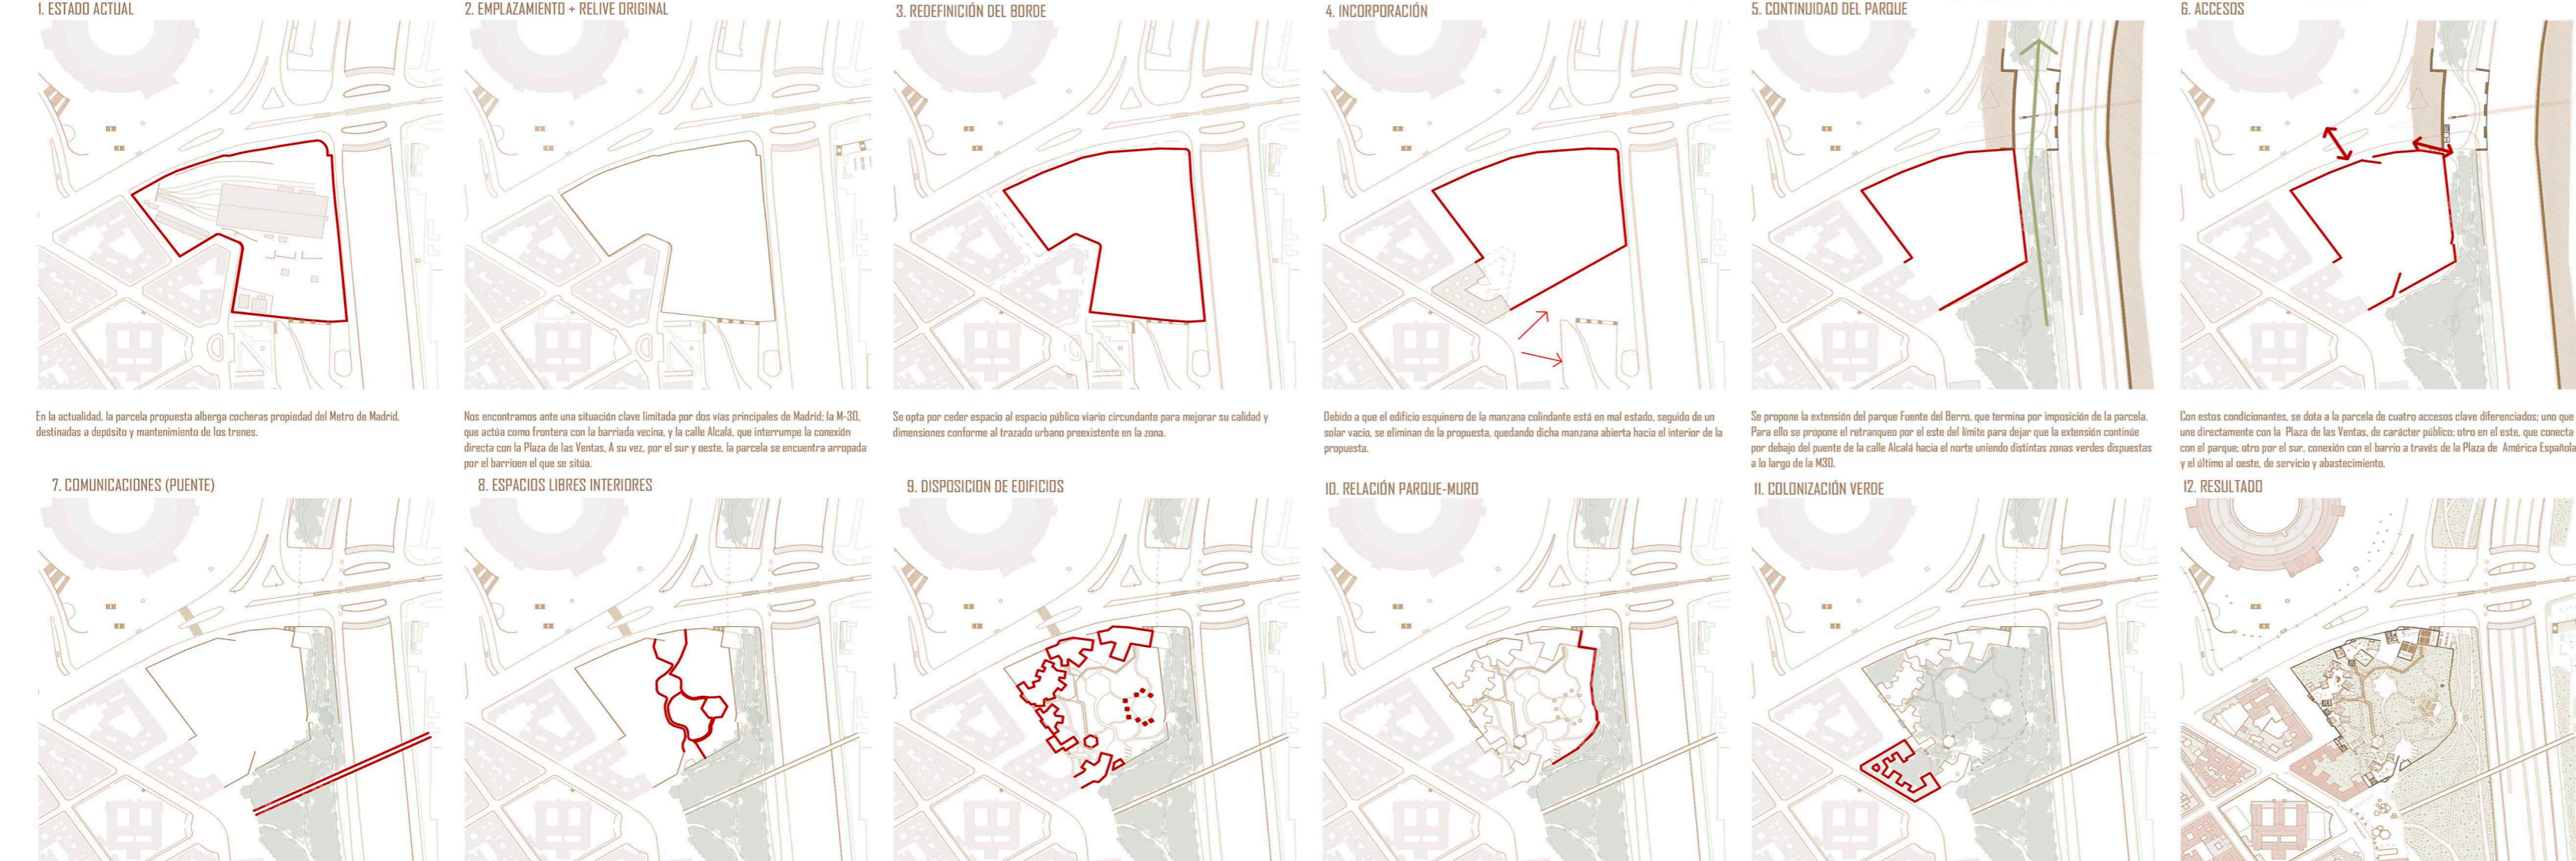 1. ESTADO ACTUAL
2. EMPLAZAMIENTO + RELIVE ORIGINAL
3. REDEFINICIÓN DEL BORDE
4. INCORPORACIÓN
5. CONTINUIDAD DEL PARQUE
6. ACCESOS
En la actualidad, la parcela propuesta alberga cocheras propiedad del Metro de Madrid,
destinadas a depósito y mantenimiento de los trenes.
Nos encontramos ante una situación clave limitada por dos vías principales de Madrid; la M-30,
que actúa como frontera con la barriada vecina, y la calle Alcalá, que interrumpe la conexión
directa con la Plaza de las Ventas, A su vez, por el sur y oeste, la parcela se encuentra arropada
por el barrioen el que se sitúa.
Se opta por ceder espacio al espacio público viario circundante para mejorar su calidad y
dimensiones conforme al trazado urbano preexistente en la zona.
Debido a que el edificio esquinero de la manzana colindante está en mal estado, seguido de un
solar vacío, se eliminan de la propuesta, quedando dicha manzana abierta hacia el interior de la
propuesta.
Se propone la extensión del parque Fuente del Berro, que termina por imposición de la parcela.
Para ello se propone el retranqueo por el este del límite para dejar que la extensión continúe
por debajo del puente de la calle Alcalá hacia el norte uniendo distintas zonas verdes dispuestas
a lo largo de la M30.
Con estos condicionantes, se dota a la parcela de cuatro accesos clave diferenciados; uno que
une directamente con la Plaza de las Ventas, de carácter público; otro en el este, que conecta
con el parque; otro por el sur, conexión con el barrio a través de la Plaza de América Española
y el último al oeste, de servicio y abastecimiento.
7. COMUNICACIONES (PUENTE)
8. ESPACIOS LIBRES INTERIORES
9. DISPOSICION DE EDIFICIOS
10. RELACIÓN PARQUE-MURO
11. COLONIZACIÓN VERDE
12. RESULTADO